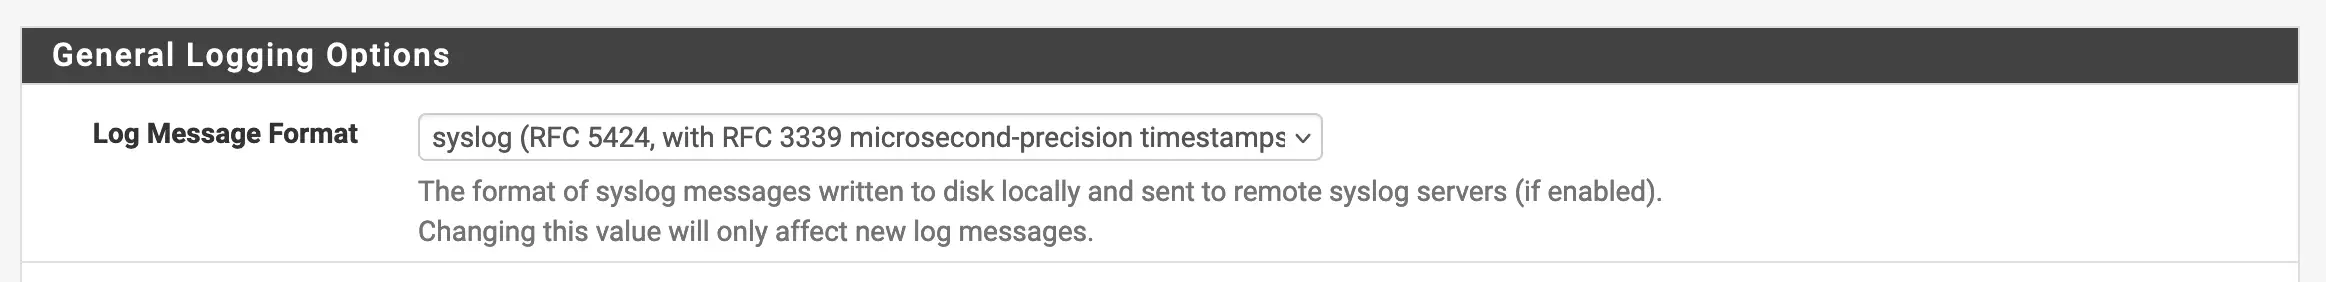 General Logging Options
Log Message Format
syslog (RFC 5424, with RFC 3339 microsecond-precision timestamps
The format of syslog messages written to disk locally and sent to remote syslog servers (if enabled).
Changing this value will only affect new log messages.